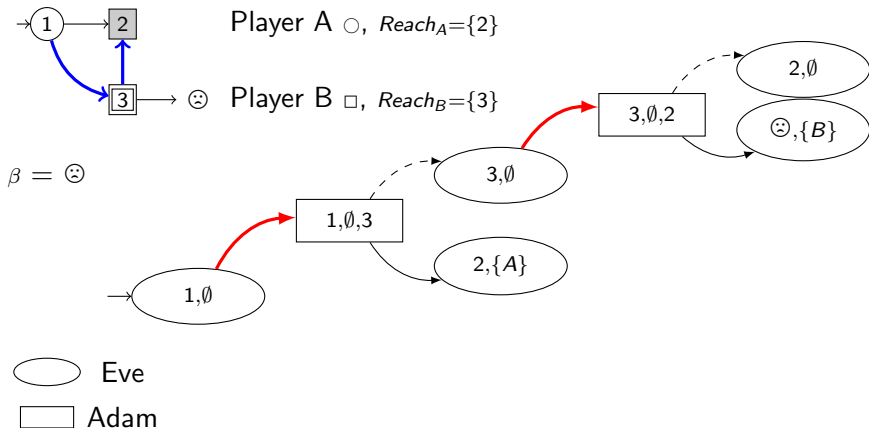 1 2 Player A ○, Reach_A={2}
3 ☹ Player B □, Reach_B={3}
β = ☹
2,∅
3,∅,2
☹,{B}
3,∅
1,∅,3
2,{A}
1,∅
Eve
Adam